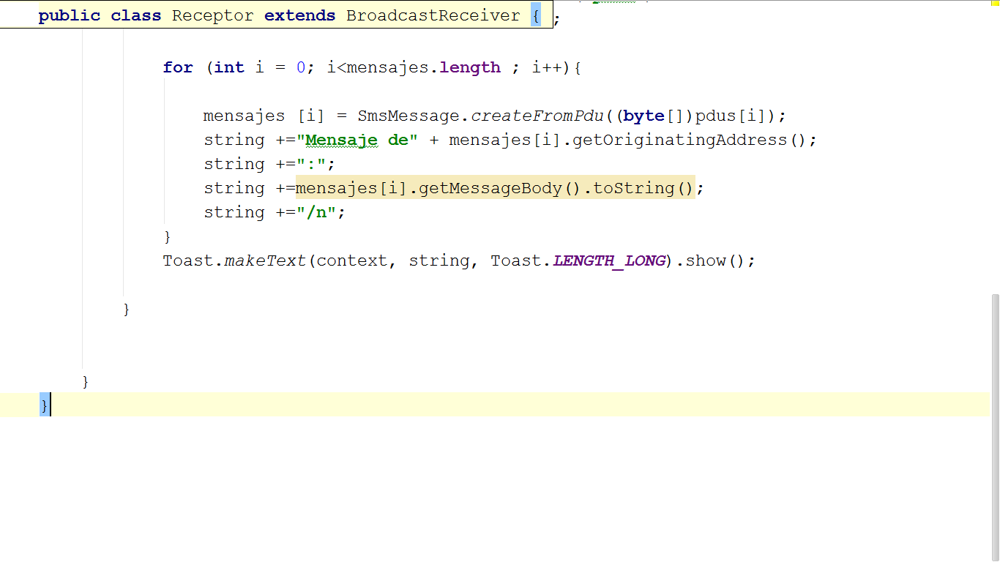 public class Receptor extends BroadcastReceiver { ;
for (int i = 0; i<mensajes.length ; i++){
mensajes [i] = SmsMessage.createFromPdu((byte[])pdus[i]);
string +="Mensaje de" + mensajes[i].getOriginatingAddress();
string +=":";
string +=mensajes[i].getMessageBody().toString();
string +="/n";
}
Toast.makeText(context, string, Toast.LENGTH_LONG).show();
}
}
}